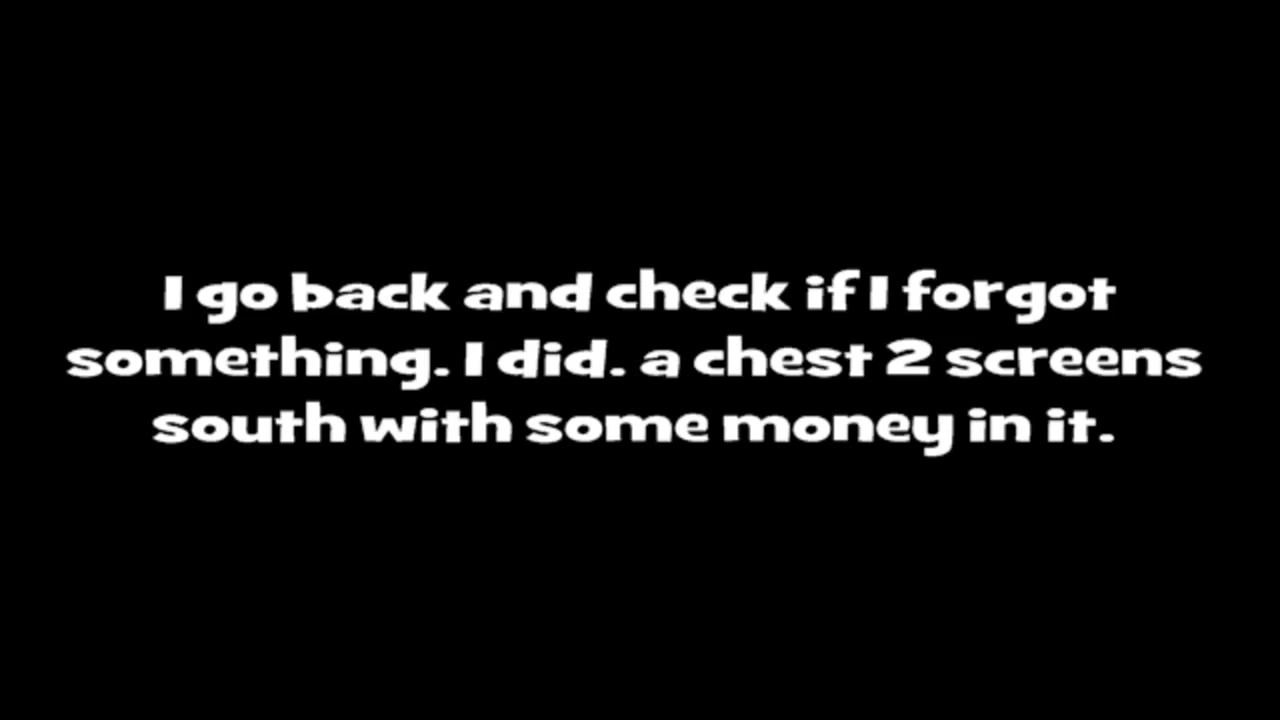 I go back and check if I forgot
something. I did. a chest 2 screens
south with some money in it.